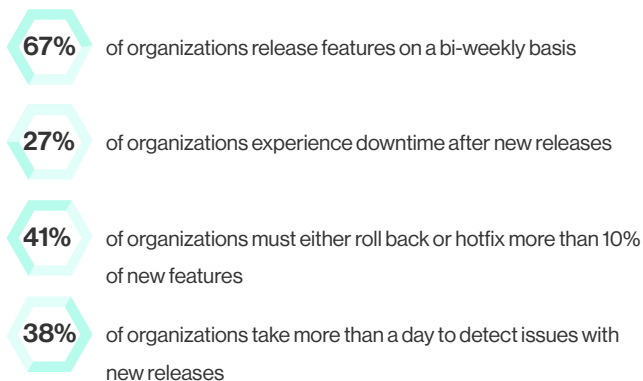 67% of organizations release features on a bi-weekly basis
27% of organizations experience downtime after new releases
41% of organizations must either roll back or hotfix more than 10%
of new features
38% of organizations take more than a day to detect issues with
new releases